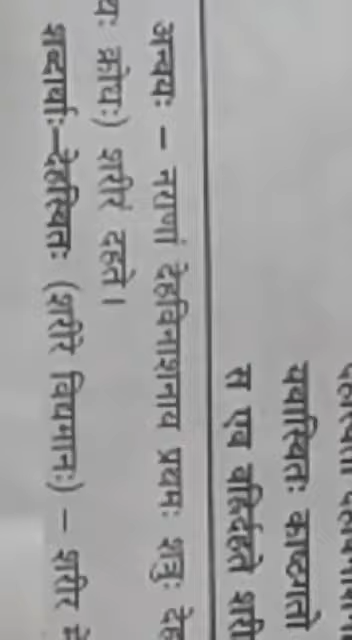 यथास्थितः काष्ठगतो
स एव वह्निर्दहते शरी
अन्वयः – नराणां देहविनाशनाय प्रथमः शत्रुः
यः क्रोधः) शरीरं दहते।
शब्दार्थाः–देहस्थितः (शरीरे विद्यमानः) – शरीर में